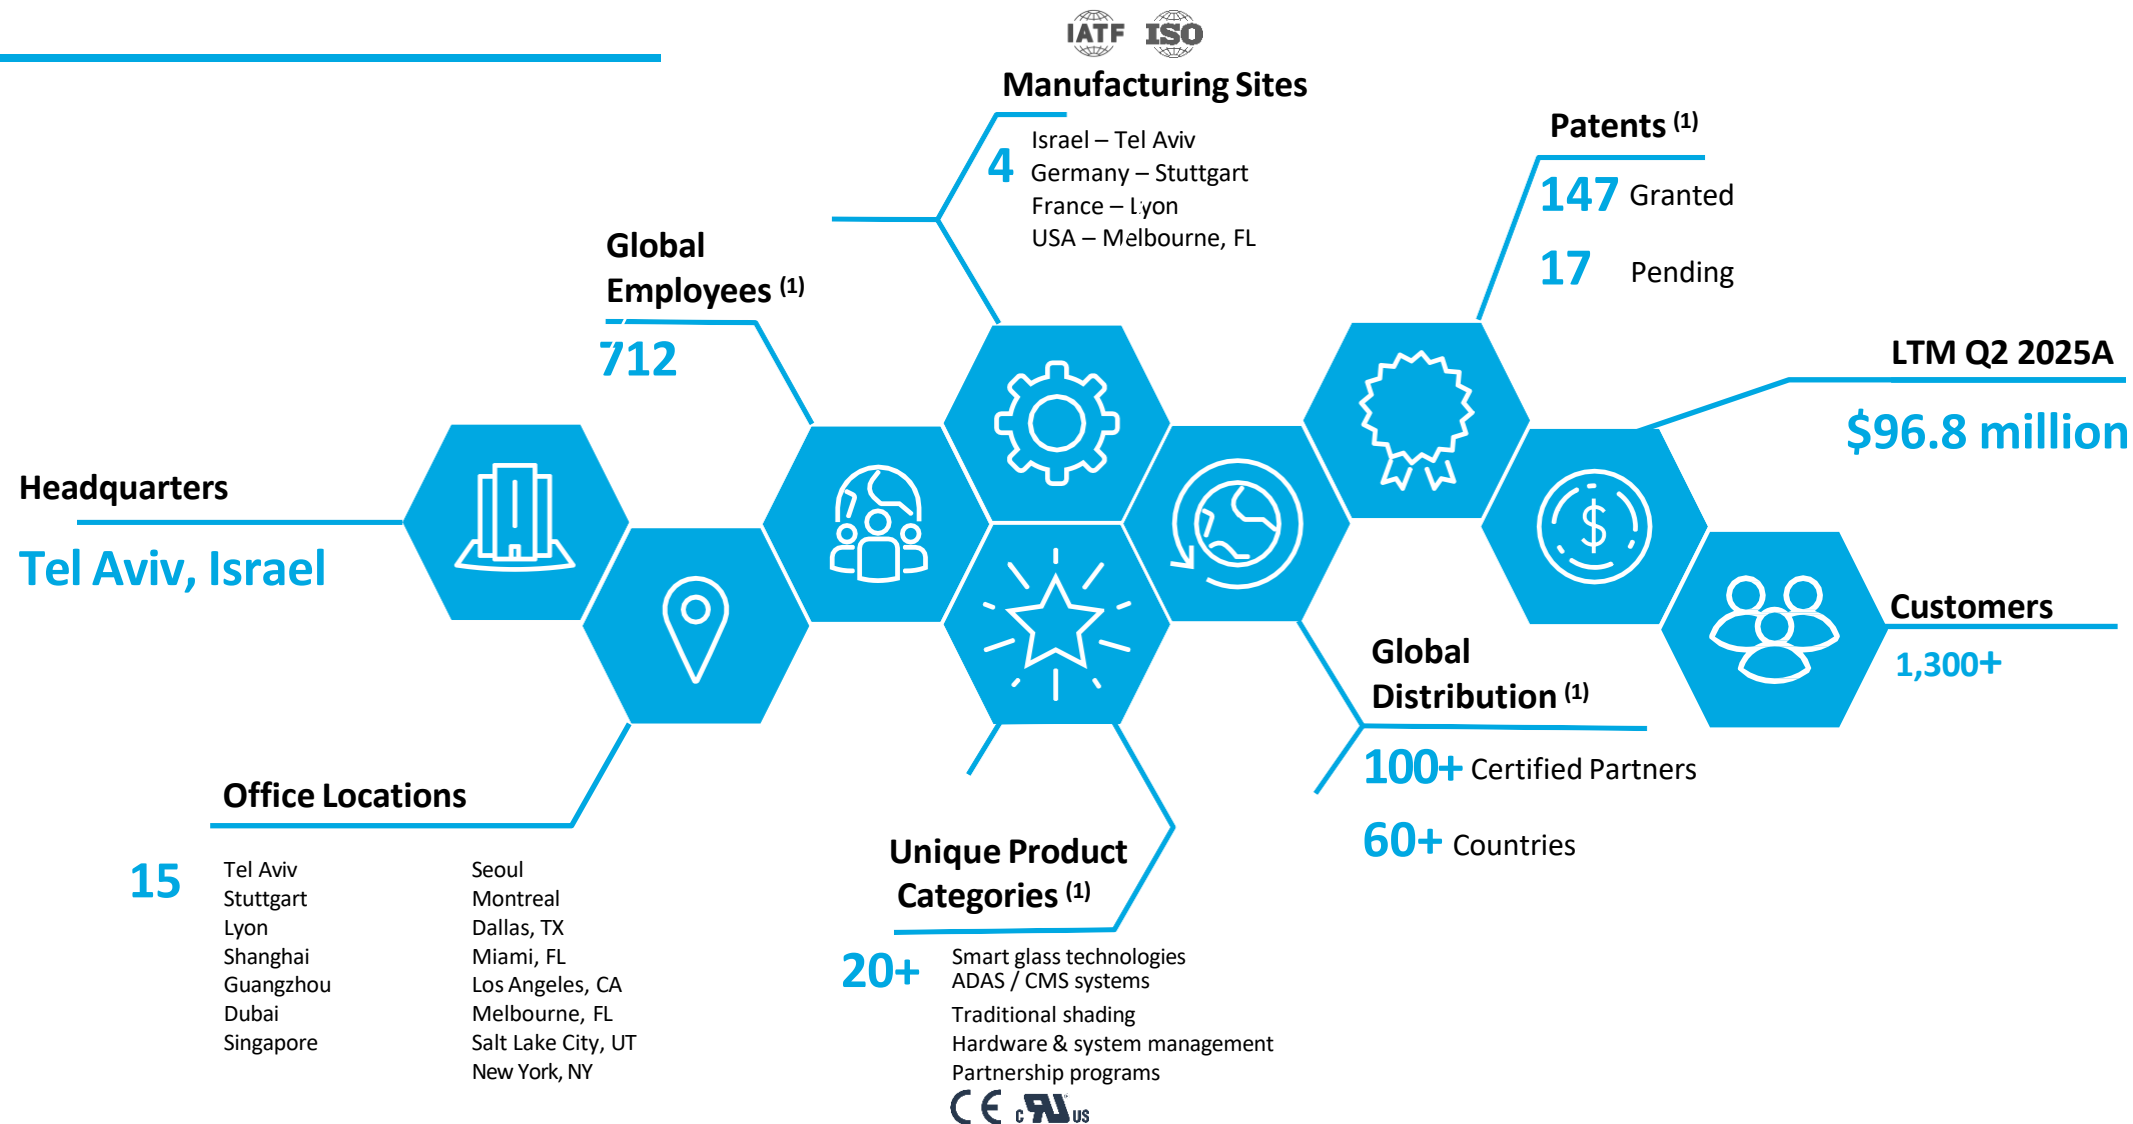 IATF ISO
Manufacturing Sites
4
Israel – Tel Aviv
Germany – Stuttgart
France – Lyon
USA – Melbourne, FL
Patents (1)
147 Granted
17 Pending
Global
Employees (1)
712
LTM Q2 2025A
$96.8 million
Headquarters
Tel Aviv, Israel
$
Customers
1,300+
Global
Distribution (1)
100+ Certified Partners
60+ Countries
Office Locations
15
Tel Aviv
Stuttgart
Lyon
Shanghai
Guangzhou
Dubai
Singapore
Seoul
Montreal
Dallas, TX
Miami, FL
Los Angeles, CA
Melbourne, FL
Salt Lake City, UT
New York, NY
Unique Product
Categories (1)
20+
Smart glass technologies
ADAS / CMS systems
Traditional shading
Hardware & system management
Partnership programs
CE c RU US